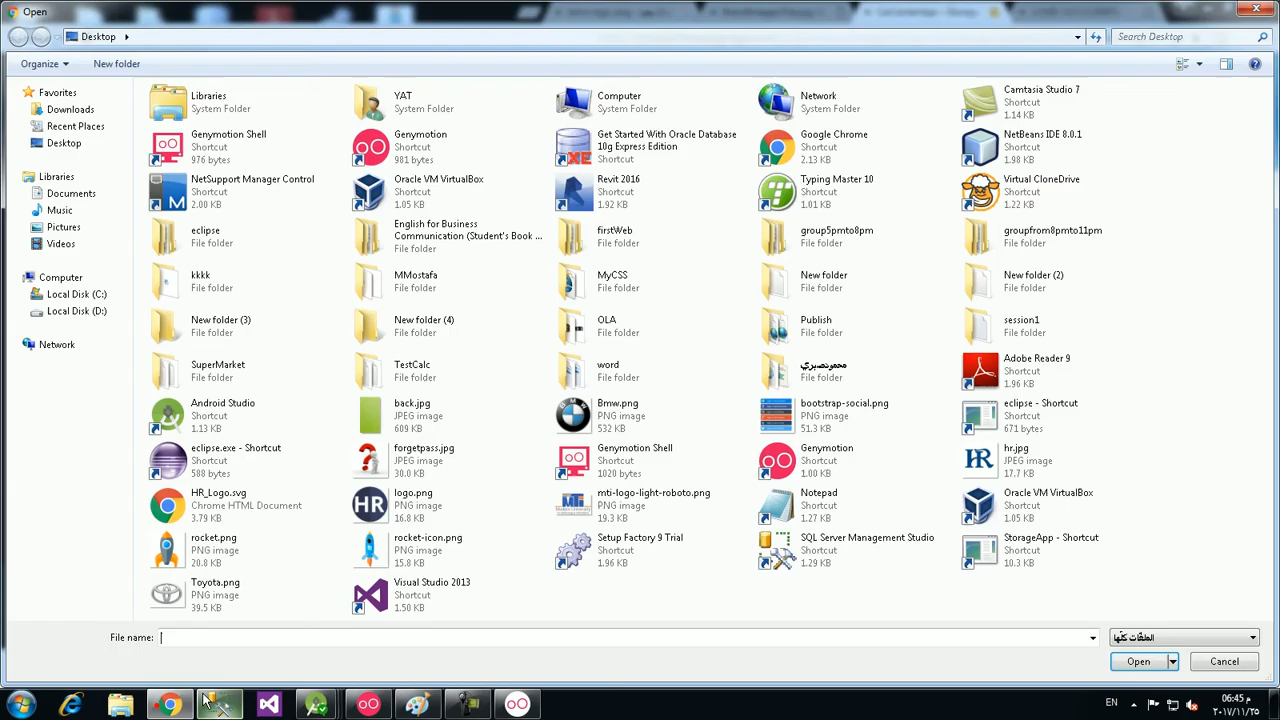 Open
Desktop
Search Desktop
Organize
New folder
Favorites
Downloads
Recent Places
Desktop
Libraries
Documents
Music
Pictures
Videos
Computer
Local Disk (C:)
Local Disk (D:)
Network
Libraries
System Folder
YAT
System Folder
Computer
System Folder
Network
System Folder
Camtasia Studio 7
Shortcut
1.14 KB
Genymotion Shell
Shortcut
976 bytes
Genymotion
Shortcut
981 bytes
Get Started With Oracle Database
10g Express Edition
Shortcut
Google Chrome
Shortcut
2.13 KB
NetBeans IDE 8.0.1
Shortcut
1.98 KB
NetSupport Manager Control
Shortcut
2.00 KB
Oracle VM VirtualBox
Shortcut
1.05 KB
Revit 2016
Shortcut
1.92 KB
Typing Master 10
Shortcut
1.01 KB
Virtual CloneDrive
Shortcut
1.22 KB
eclipse
File folder
English for Business
Communication (Student's Book ...
File folder
firstWeb
File folder
group5pmto8pm
File folder
groupfrom8pmto11pm
File folder
kkkk
File folder
MMostafa
File folder
MyCSS
File folder
New folder
File folder
New folder (2)
File folder
New folder (3)
File folder
New folder (4)
File folder
OLA
File folder
Publish
File folder
session1
File folder
SuperMarket
File folder
TestCalc
File folder
word
File folder
محمودصبري
File folder
Adobe Reader 9
Shortcut
1.96 KB
Android Studio
Shortcut
1.13 KB
back.jpg
JPEG image
609 KB
Bmw.png
PNG image
532 KB
bootstrap-social.png
PNG image
51.3 KB
eclipse - Shortcut
Shortcut
671 bytes
eclipse.exe - Shortcut
Shortcut
588 bytes
forgetpass.jpg
JPEG image
30.0 KB
Genymotion Shell
Shortcut
1020 bytes
Genymotion
Shortcut
1.00 KB
hr.jpg
JPEG image
17.7 KB
HR_Logo.svg
Chrome HTML Document
3.79 KB
logo.png
PNG image
16.8 KB
mti-logo-light-roboto.png
PNG image
19.3 KB
Notepad
Shortcut
1.27 KB
Oracle VM VirtualBox
Shortcut
1.05 KB
rocket.png
PNG image
20.8 KB
rocket-icon.png
PNG image
15.8 KB
Setup Factory 9 Trial
Shortcut
1.96 KB
SQL Server Management Studio
Shortcut
1.29 KB
StorageApp - Shortcut
Shortcut
10.3 KB
Toyota.png
PNG image
39.5 KB
Visual Studio 2013
Shortcut
1.50 KB
File name:
الملفّات كلّها
Open
Cancel
EN
06:45 م
٢٠١٧/١١/٢٥